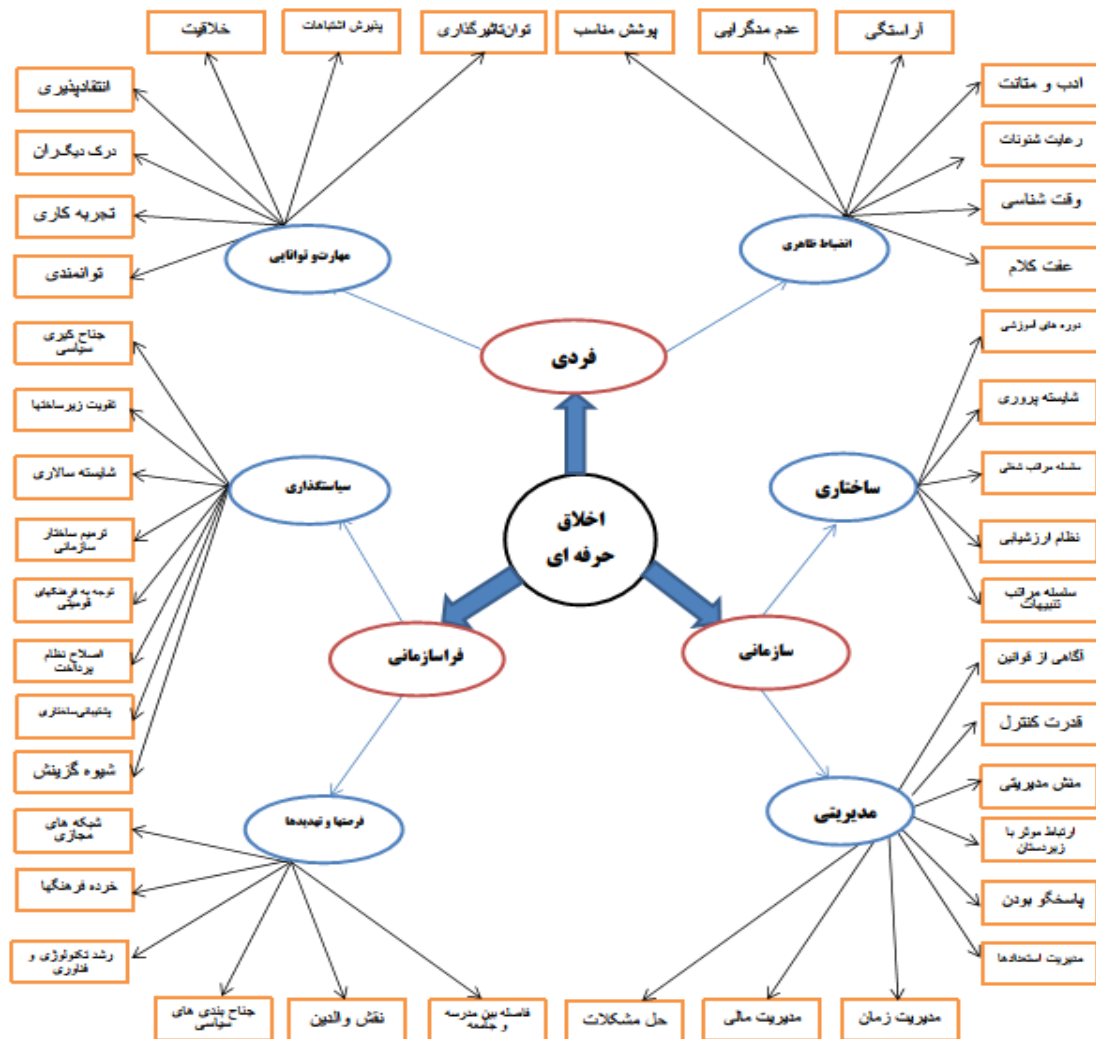 توان‌تاثیرگذاری
پذیرش اشتباهات
خلاقیت
انتقادپذیری
درک دیگران
تجربه کاری
توانمندی
مهارت و توانایی
آراستگی
عدم مدگرایی
پوشش مناسب
ادب و متانت
رعایت شئونات
وقت شناسی
عفت کلام
انضباط ظاهری
فردی
اخلاق
حرفه ای
سازمانی
فراسازمانی
ساختاری
دوره های آموزشی
شایسته پروری
سلسله مراتب شغلی
نظام ارزشیابی
سلسله مراتب
تنبیهات
مدیریتی
آگاهی از قوانین
قدرت کنترل
منش مدیریتی
ارتباط موثر با
زیردستان
پاسخگو بودن
مدیریت استعدادها
مدیریت زمان
مدیریت مالی
حل مشکلات
سیاستگذاری
جناح گیری
سیاسی
تقویت زیرساختها
شایسته سالاری
ترمیم ساختار
سازمانی
توجه به فرهنگهای
قومیتی
اصلاح نظام
پرداخت
پشتیبانی‌ساختاری
شیوه گزینش
فرصتها و تهدیدها
شبکه های
مجازی
خرده فرهنگها
رشد تکنولوژی و
فناوری
جناح بندی های
سیاسی
نقش والدین
فاصله بین مدرسه
و جامعه